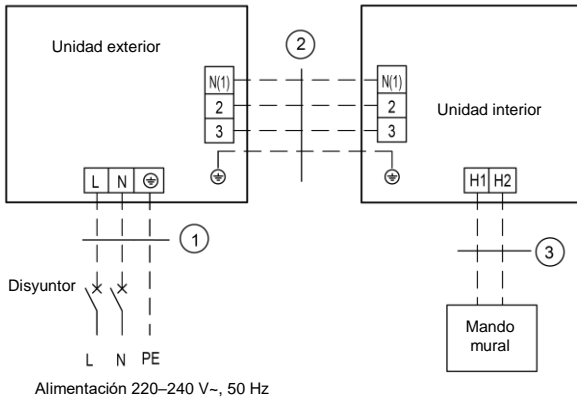 Unidad exterior
2
N(1)
2
3
N(1)
2
3
Unidad interior
L N
H1 H2
1
3
Disyuntor
Mando
mural
L N PE
Alimentación 220–240 V~, 50 Hz